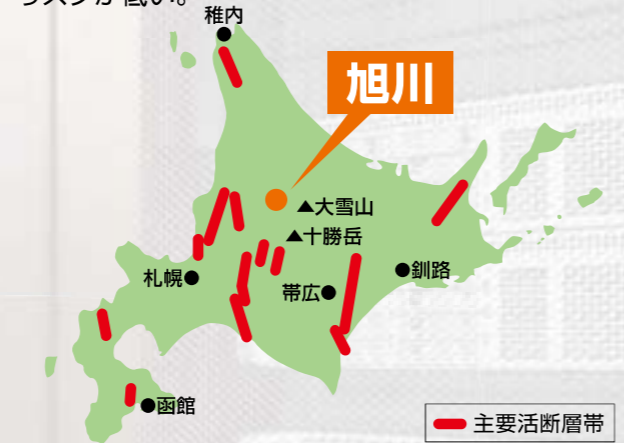 リスクが低い。
稚内
旭川
▲大雪山
▲十勝岳
札幌
帯広
釧路
函館
主要活断層帯